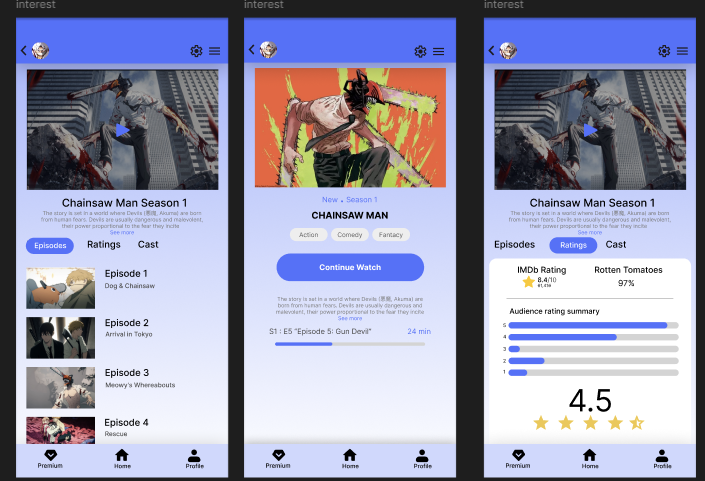 interest
Chainsaw Man Season 1
The story is set in a world where Devils (悪魔, Akuma) are born
from human fears. Devils are usually dangerous and malevolent,
their power proportional to the fear they incite
See more
Episodes Ratings Cast
Episode 1
Dog & Chainsaw
Episode 2
Arrival in Tokyo
Episode 3
Meowy's Whereabouts
Episode 4
Rescue
Premium Home Profile
interest
New . Season 1
CHAINSAW MAN
Action Comedy Fantacy
Continue Watch
The story is set in a world where Devils (悪魔, Akuma) are born
from human fears. Devils are usually dangerous and
malevolent, their power proportional to the fear they incite
See more
S1 : E5 "Episode 5: Gun Devil" 24 min
Premium Home Profile
interest
Chainsaw Man Season 1
The story is set in a world where Devils (悪魔, Akuma) are born
from human fears. Devils are usually dangerous and malevolent,
their power proportional to the fear they incite
See more
Episodes Ratings Cast
IMDb Rating Rotten Tomatoes
8.4/10 97%
Audience rating summary
5
4
3
2
1
4.5
Premium Home Profile